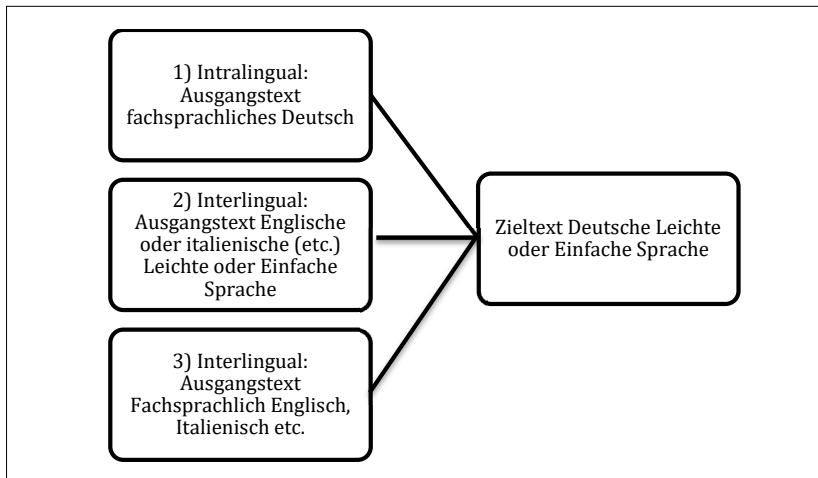 1) Intralingual:
Ausgangstext
fachsprachliches Deutsch
2) Interlingual:
Ausgangstext Englische
oder italienische (etc.)
Leichte oder Einfache
Sprache
3) Interlingual:
Ausgangstext
Fachsprachlich Englisch,
Italienisch etc.
Zieltext Deutsche Leichte
oder Einfache Sprache